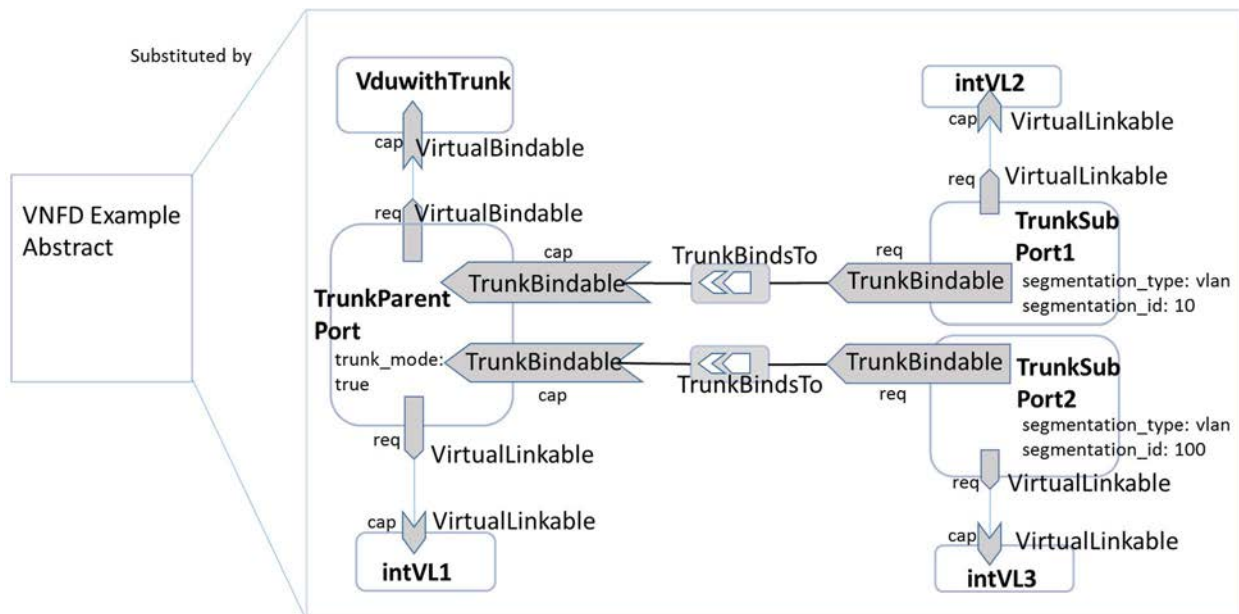 Substituted by
VNFD Example
Abstract
VduwithTrunk
cap
VirtualBindable
req
VirtualBindable
TrunkParent
Port
trunk_mode:
true
cap
TrunkBindable
TrunkBindsTo
req
TrunkBindable
TrunkBindable
cap
TrunkBindsTo
TrunkBindable
req
req
VirtualLinkable
cap
VirtualLinkable
intVL1
intVL2
cap
VirtualLinkable
req
VirtualLinkable
TrunkSub
Port1
segmentation_type: vlan
segmentation_id: 10
TrunkSub
Port2
segmentation_type: vlan
segmentation_id: 100
req
VirtualLinkable
cap
VirtualLinkable
intVL3